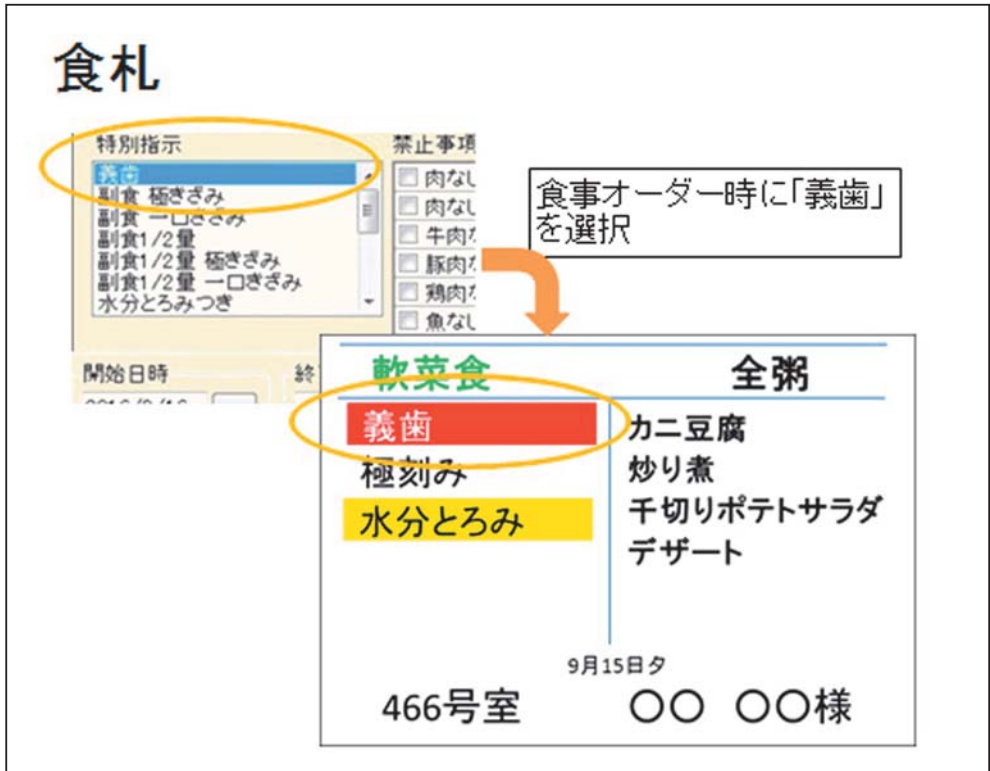 食札
特別指示
義歯
副食 極きざみ
副食 一口きざみ
副食1/2量
副食1/2量 極きざみ
副食1/2量 一口きざみ
水分とろみつき
禁止事項
肉なし
肉なし
牛肉な
豚肉な
鶏肉な
魚なし
開始日時
終
食事オーダー時に「義歯」
を選択
軟菜食
全粥
義歯
極刻み
水分とろみ
カニ豆腐
炒り煮
千切りポテトサラダ
デザート
9月15日夕
466号室 〇〇 〇〇様